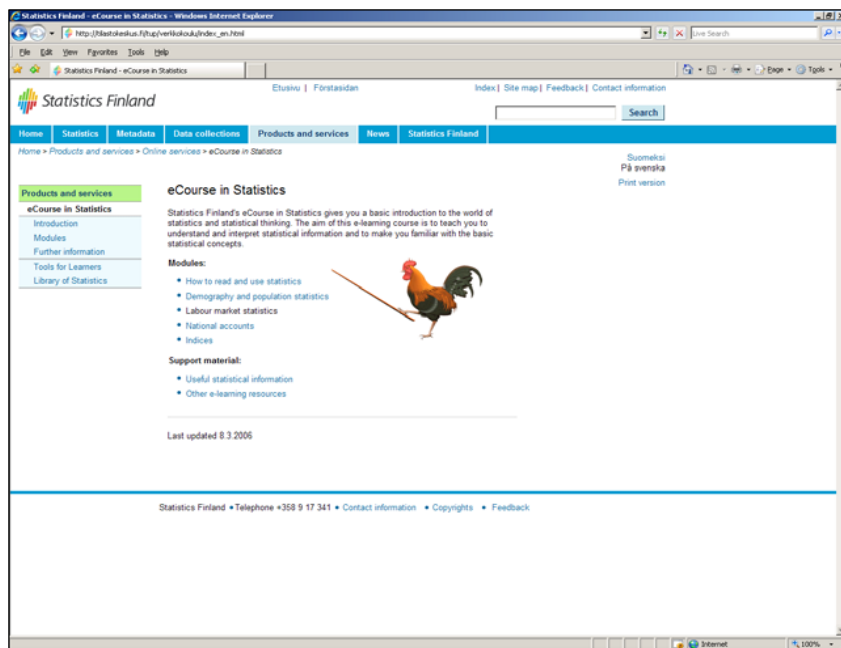 Statistics Finland - eCourse in Statistics - Windows Internet Explorer
http://tilastokeskus.fi/tup/verkkokoulu/index_en.html
Live Search
File Edit View Favorites Tools Help
Statistics Finland - eCourse in Statistics
Page Tools
Statistics Finland
Etusivu | Förstasidan
Index | Site map | Feedback | Contact information
Search
Home Statistics Metadata Data collections Products and services News Statistics Finland
Home > Products and services > Online services > eCourse in Statistics
Suomeksi
På svenska
Print version
Products and services
eCourse in Statistics
Introduction
Modules
Further information
Tools for Learners
Library of Statistics
eCourse in Statistics
Statistics Finland's eCourse in Statistics gives you a basic introduction to the world of
statistics and statistical thinking. The aim of this e-learning course is to teach you to
understand and interpret statistical information and to make you familiar with the basic
statistical concepts.
Modules:
• How to read and use statistics
• Demography and population statistics
• Labour market statistics
• National accounts
• Indices
Support material:
• Useful statistical information
• Other e-learning resources
Last updated 8.3.2006
Statistics Finland • Telephone +358 9 17 341 • Contact information • Copyrights • Feedback
Internet
100%